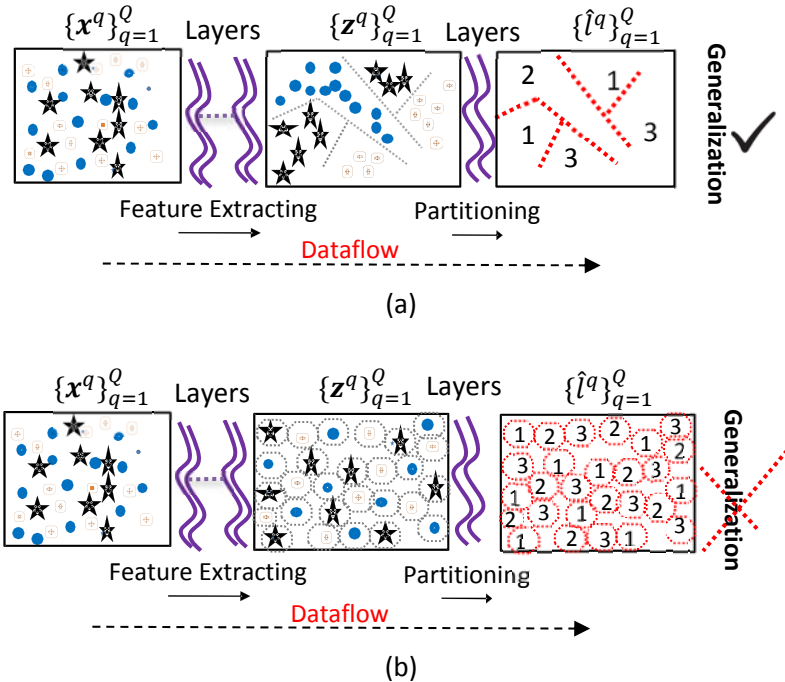 {x^q}_{q=1}^Q Layers {z^q}_{q=1}^Q Layers {l̂^q}_{q=1}^Q
2 1
1 3 3
Generalization
Feature Extracting Partitioning
Dataflow
(a)
{x^q}_{q=1}^Q Layers {z^q}_{q=1}^Q Layers {l̂^q}_{q=1}^Q
1 2 3 2 1 3
2
3 1 1 2 2 3
1 2 3 3 1
2 3 1 2 3 2 3
1 2 3 1
Generalization
Feature Extracting Partitioning
Dataflow
(b)